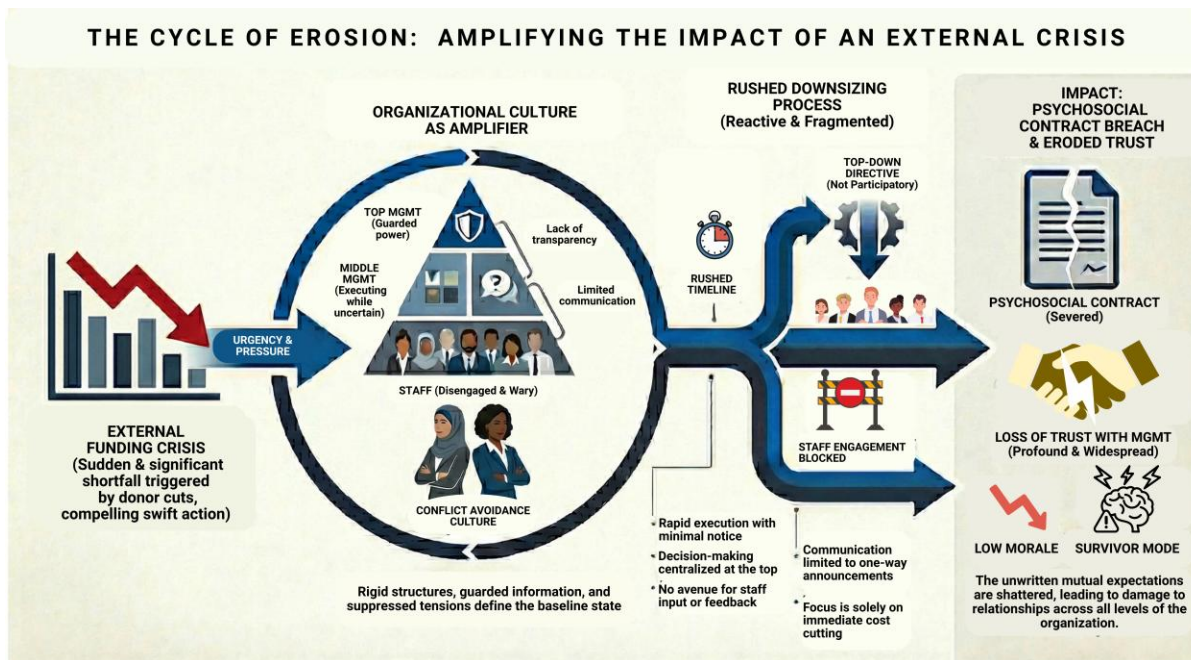 THE CYCLE OF EROSION: AMPLIFYING THE IMPACT OF AN EXTERNAL CRISIS
EXTERNAL
FUNDING CRISIS
(Sudden & significant
shortfall triggered
by donor cuts,
compelling swift action)
URGENCY &
PRESSURE
ORGANIZATIONAL CULTURE
AS AMPLIFIER
TOP MGMT
(Guarded
power)
Lack of
transparency
MIDDLE
MGMT
(Executing
while
uncertain)
?
Limited
communication
STAFF (Disengaged & Wary)
CONFLICT AVOIDANCE
CULTURE
Rigid structures, guarded information, and
suppressed tensions define the baseline state
RUSHED DOWNSIZING
PROCESS
(Reactive & Fragmented)
RUSHED
TIMELINE
TOP-DOWN
DIRECTIVE
(Not Participatory)
STAFF ENGAGEMENT
BLOCKED
• Rapid execution with
minimal notice
• Decision-making
centralized at the top
• No avenue for staff
input or feedback
• Communication
limited to one-way
announcements
• Focus is solely on
immediate cost
cutting
IMPACT:
PSYCHOSOCIAL
CONTRACT BREACH
& ERODED TRUST
PSYCHOSOCIAL CONTRACT
(Severed)
LOSS OF TRUST WITH MGMT
(Profound & Widespread)
LOW MORALE
SURVIVOR MODE
The unwritten mutual expectations
are shattered, leading to damage to
relationships across all levels of the
organization.